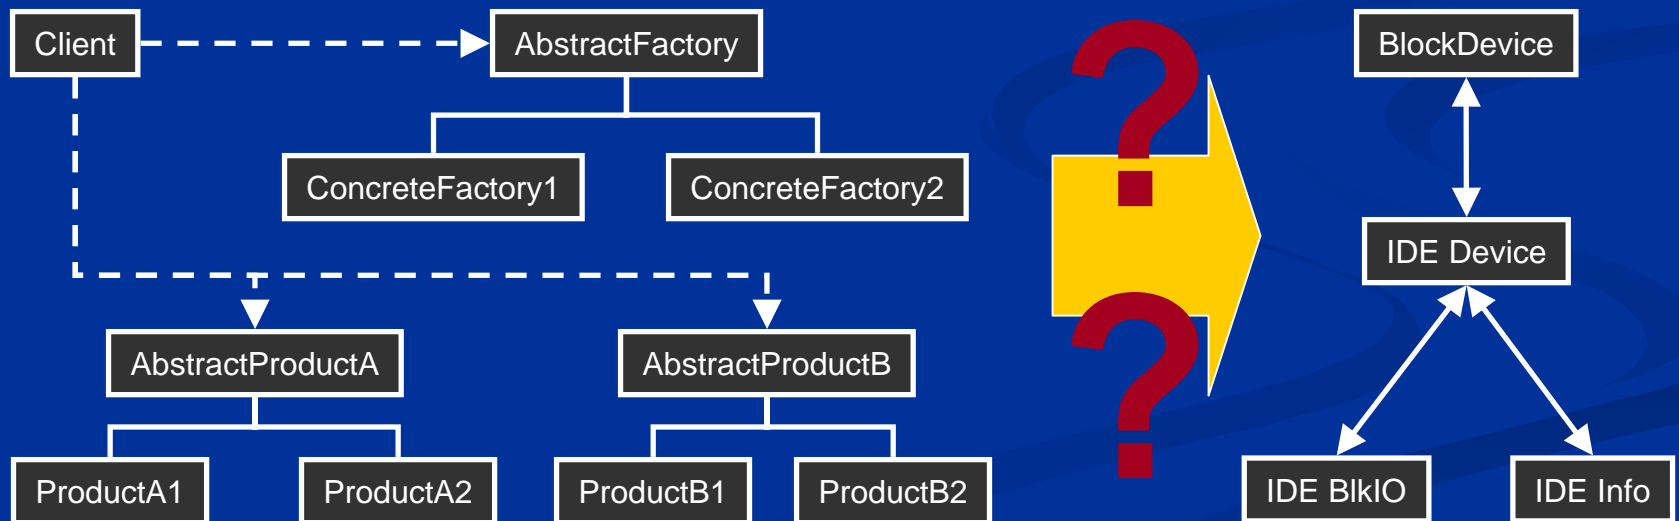 Client
AbstractFactory
ConcreteFactory1
ConcreteFactory2
AbstractProductA
AbstractProductB
ProductA1
ProductA2
ProductB1
ProductB2
?
?
BlockDevice
IDE Device
IDE BlkIO
IDE Info